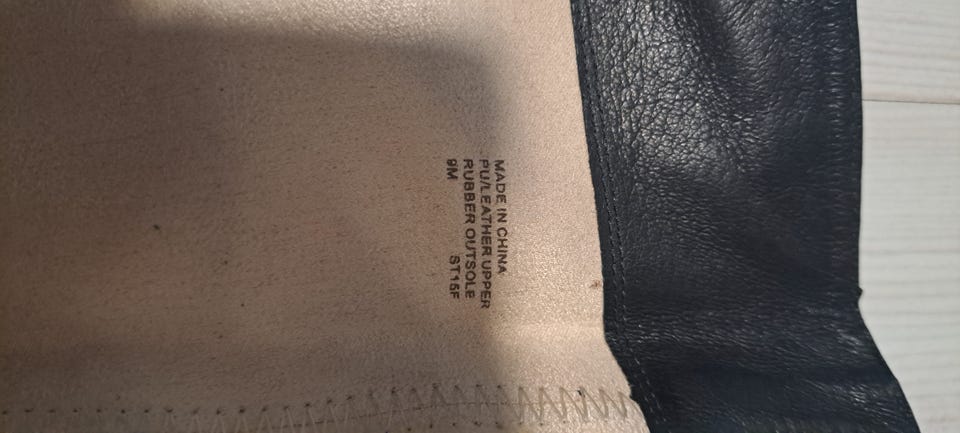 MADE IN CHINA
PU/LEATHER UPPER
RUBBER OUTSOLE
9M ST15F